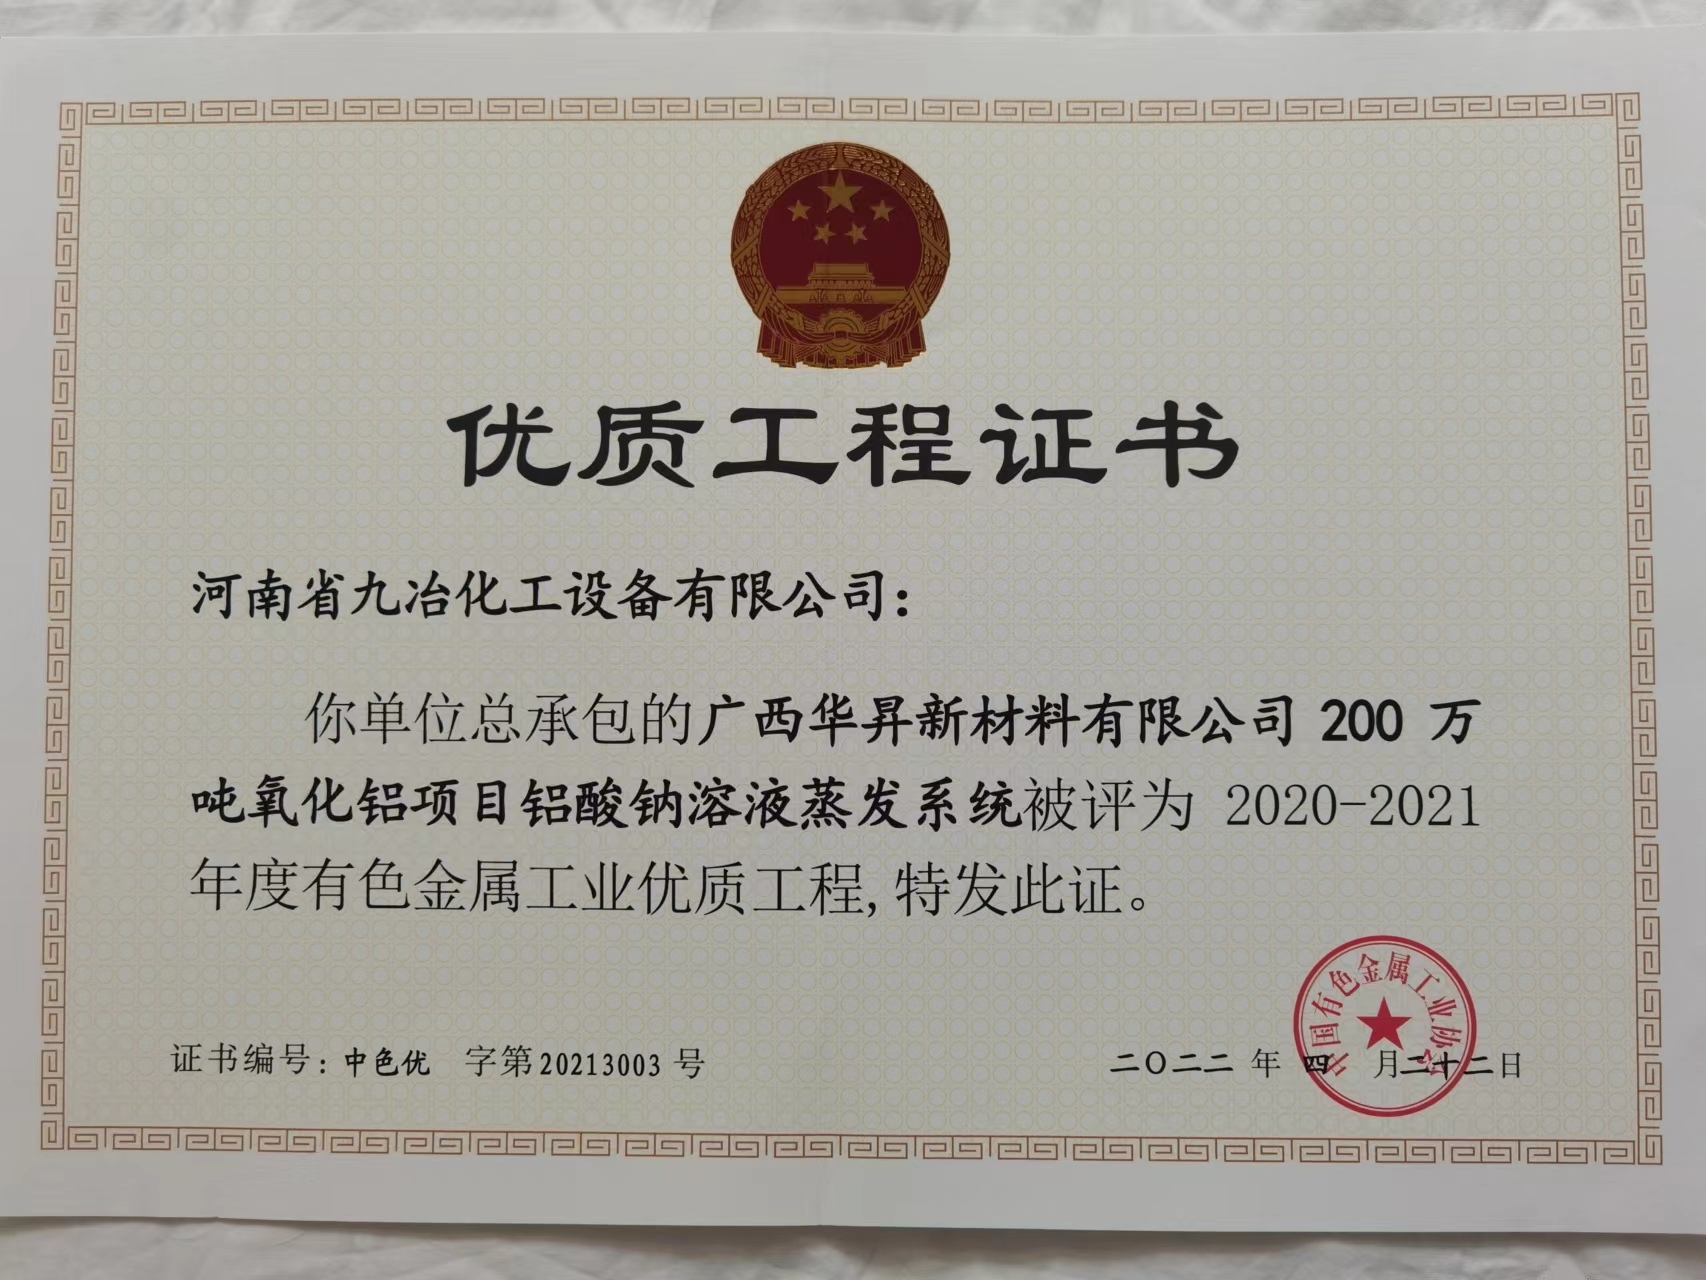 优质工程证书
河南省九冶化工设备有限公司：
你单位总承包的广西华昇新材料有限公司 200 万
吨氧化铝项目铝酸钠溶液蒸发系统被评为 2020-2021
年度有色金属工业优质工程,特发此证。
中国有色金属工业协会
证书编号：中色优 字第20213003 号
二〇二二 年 四 月二十二日